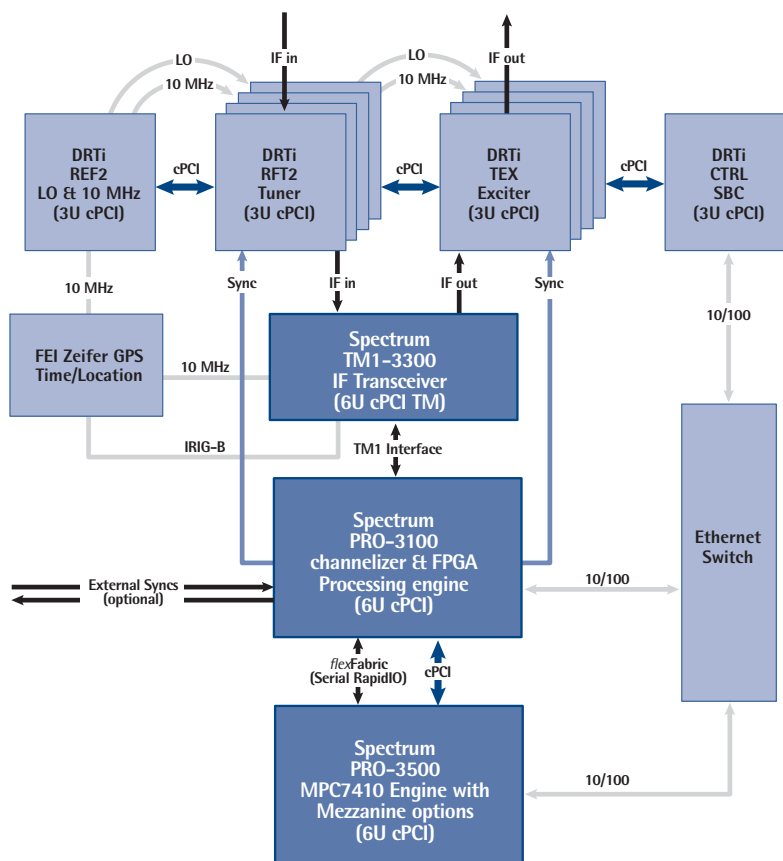 LO
IF in
LO
IF out
10 MHz
10 MHz
DRTi
REF2
LO & 10 MHz
(3U cPCI)
cPCI
DRTi
RFT2
Tuner
(3U cPCI)
cPCI
DRTi
TEX
Exciter
(3U cPCI)
cPCI
DRTi
CTRL
SBC
(3U cPCI)
10 MHz
Sync
IF in
IF out
Sync
10/100
FEI Zeifer GPS
Time/Location
10 MHz
Spectrum
TM1-3300
IF Transceiver
(6U cPCI TM)
IRIG-B
TM1 Interface
Spectrum
PRO-3100
channelizer & FPGA
Processing engine
(6U cPCI)
Ethernet
Switch
External Syncs
(optional)
10/100
flexFabric
(Serial RapidIO)
cPCI
Spectrum
PRO-3500
MPC7410 Engine with
Mezzanine options
(6U cPCI)
10/100